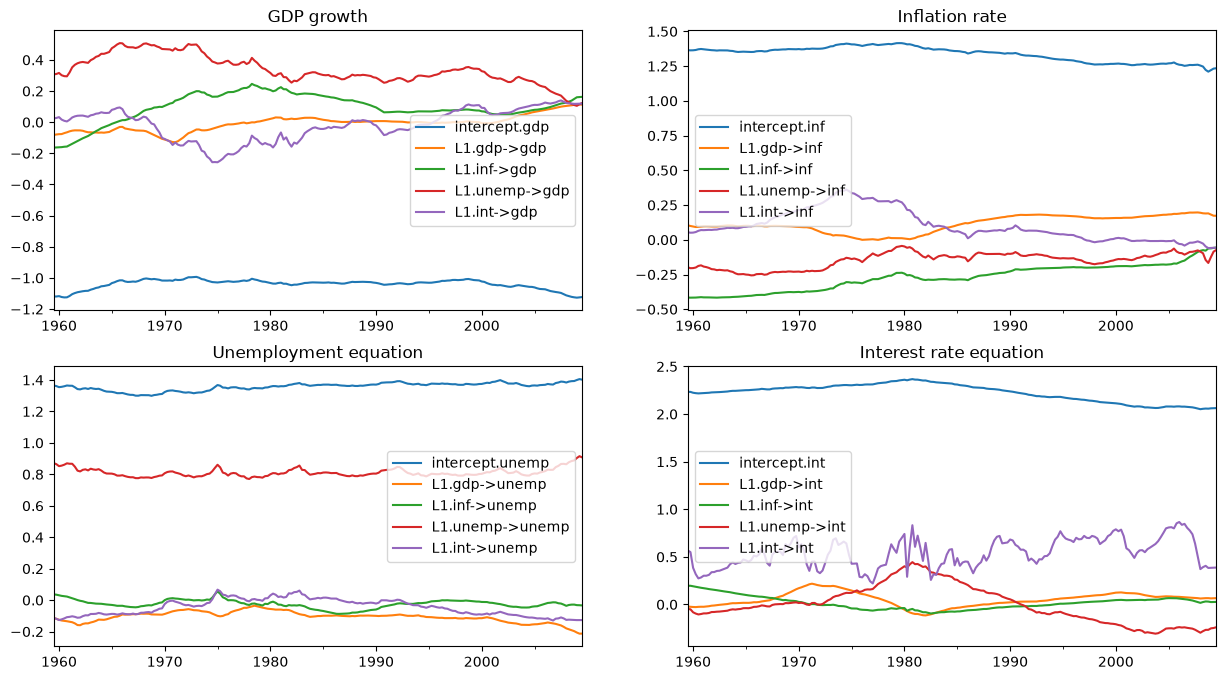 GDP growth
0.4
0.2
0.0
−0.2
−0.4
−0.6
−0.8
−1.0
−1.2
1960 1970 1980 1990 2000
intercept.gdp
L1.gdp->gdp
L1.inf->gdp
L1.unemp->gdp
L1.int->gdp
Inflation rate
1.50
1.25
1.00
0.75
0.50
0.25
0.00
−0.25
−0.50
1960 1970 1980 1990 2000
intercept.inf
L1.gdp->inf
L1.inf->inf
L1.unemp->inf
L1.int->inf
Unemployment equation
1.4
1.2
1.0
0.8
0.6
0.4
0.2
0.0
−0.2
1960 1970 1980 1990 2000
intercept.unemp
L1.gdp->unemp
L1.inf->unemp
L1.unemp->unemp
L1.int->unemp
Interest rate equation
2.5
2.0
1.5
1.0
0.5
0.0
1960 1970 1980 1990 2000
intercept.int
L1.gdp->int
L1.inf->int
L1.unemp->int
L1.int->int